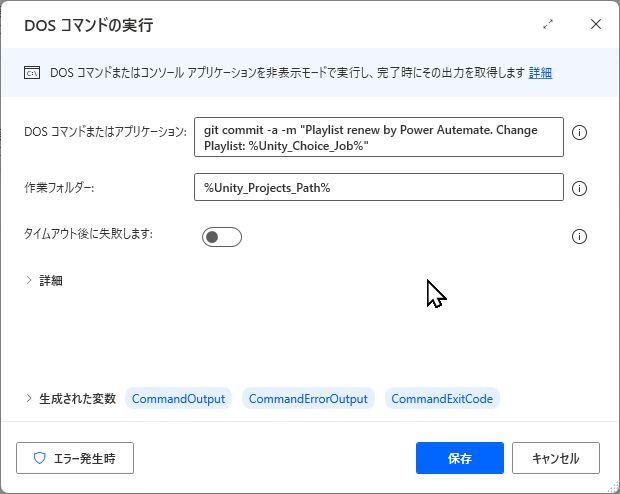 DOS コマンドの実行
C:\
DOS コマンドまたはコンソール アプリケーションを非表示モードで実行し、完了時にその出力を取得します 詳細
DOS コマンドまたはアプリケーション:
git commit -a -m "Playlist renew by Power Autemate. Change
Playlist: %Unity_Choice_Job%"
作業フォルダー:
%Unity_Projects_Path%
タイムアウト後に失敗します:
詳細
生成された変数 CommandOutput CommandErrorOutput CommandExitCode
エラー発生時 保存 キャンセル